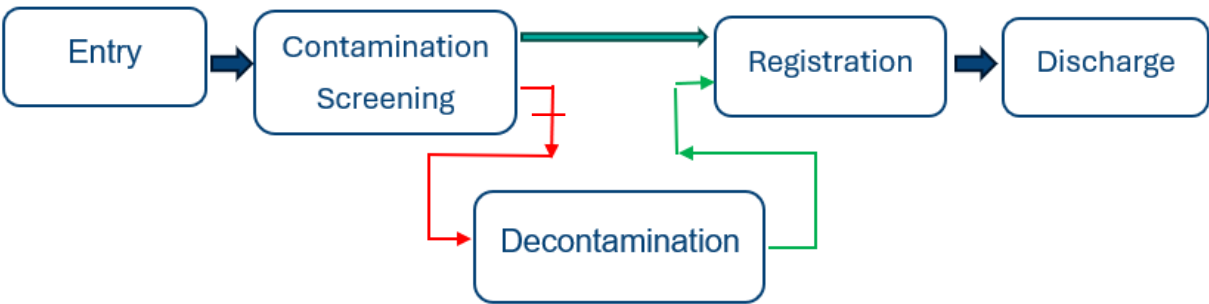 Entry
Contamination
Screening
Registration
Discharge
Decontamination